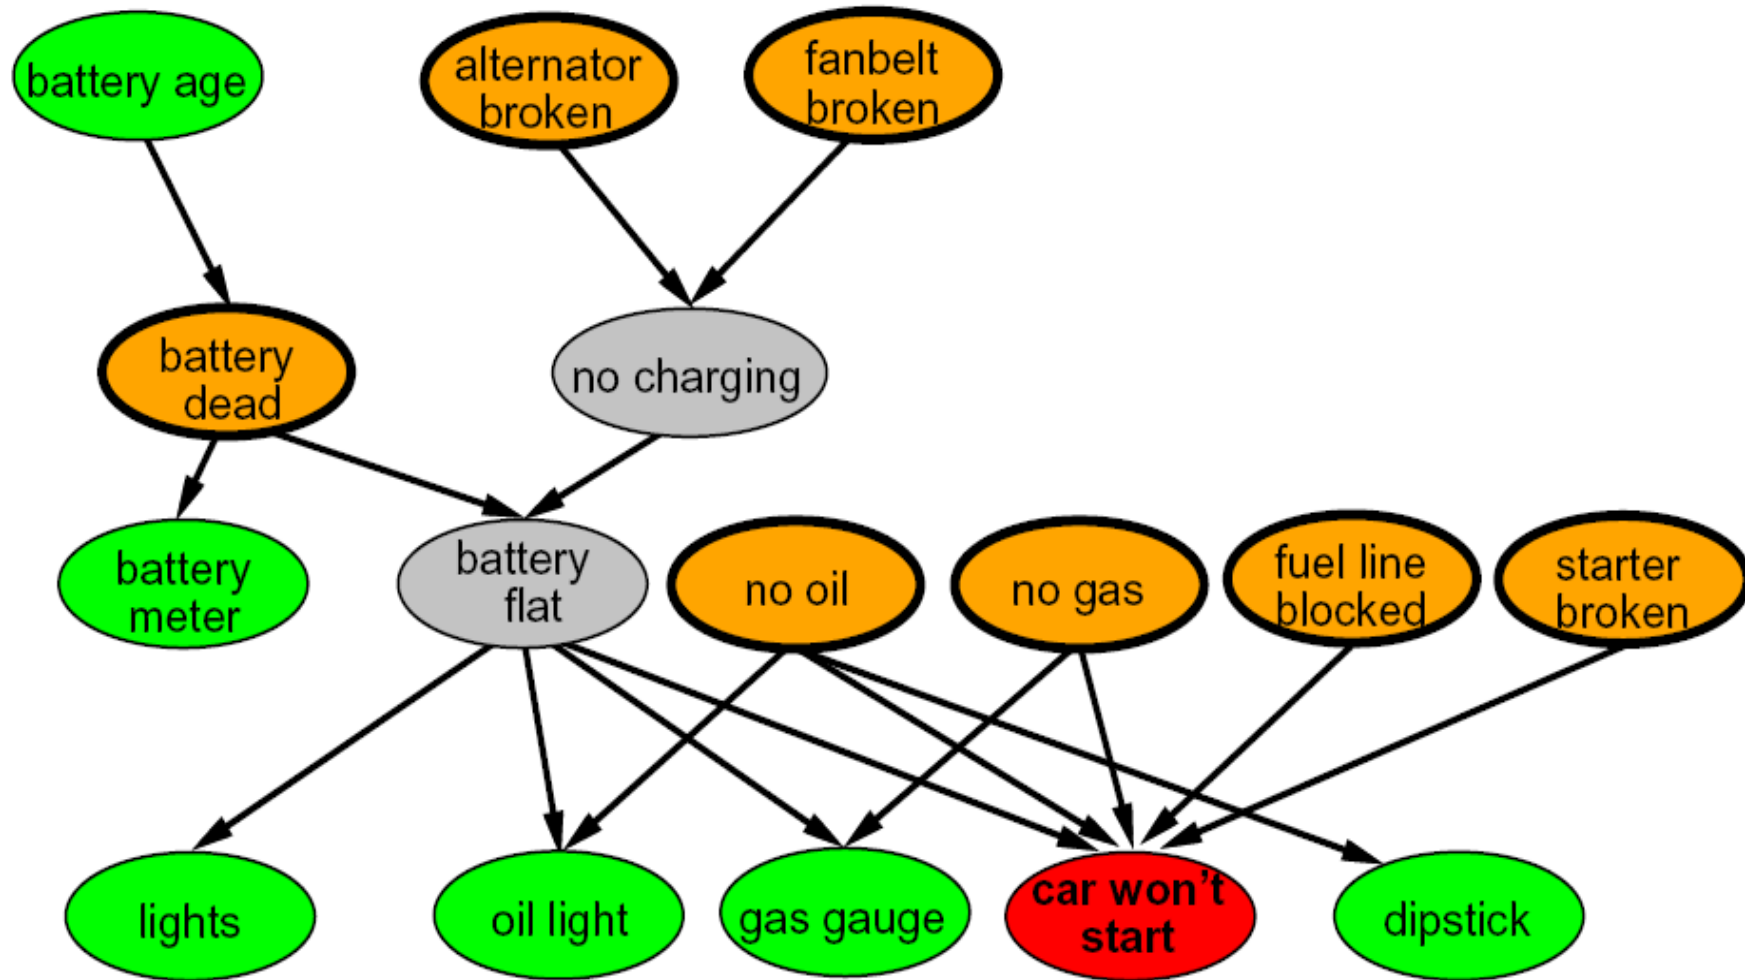 battery age
alternator
broken
fanbelt
broken
battery
dead
no charging
battery
meter
battery
flat
no oil
no gas
fuel line
blocked
starter
broken
lights
oil light
gas gauge
car won't
start
dipstick